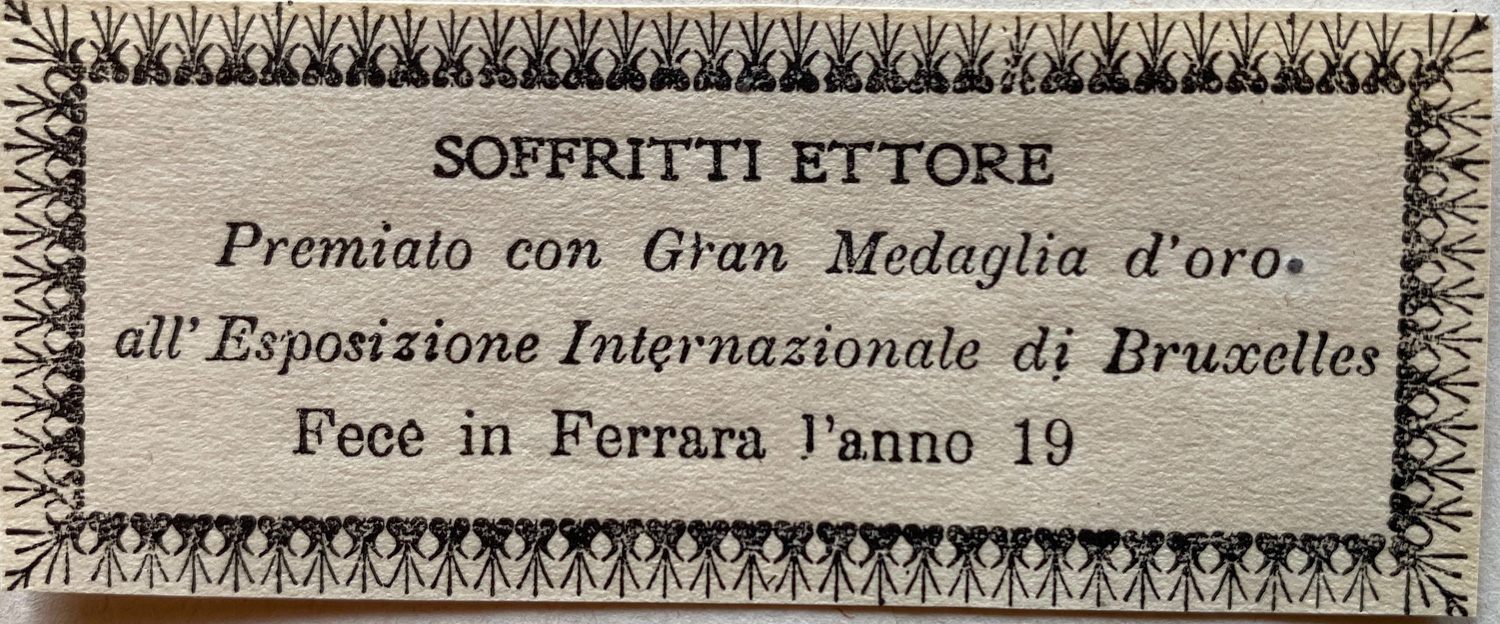 SOFFRITTI ETTORE
Premiato con Gran Medaglia d'oro.
all' Esposizione Internazionale di Bruxelles
Fece in Ferrara l'anno 19